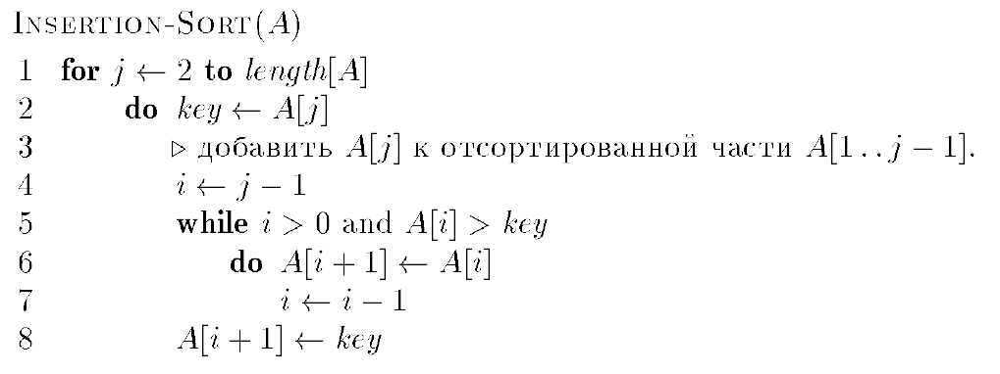 INSERTION-SORT(A)
1 for j ← 2 to length[A]
2 do key ← A[j]
3 ▷ добавить A[j] к отсортированной части A[1 . . j − 1].
4 i ← j − 1
5 while i > 0 and A[i] > key
6 do A[i + 1] ← A[i]
7 i ← i − 1
8 A[i + 1] ← key